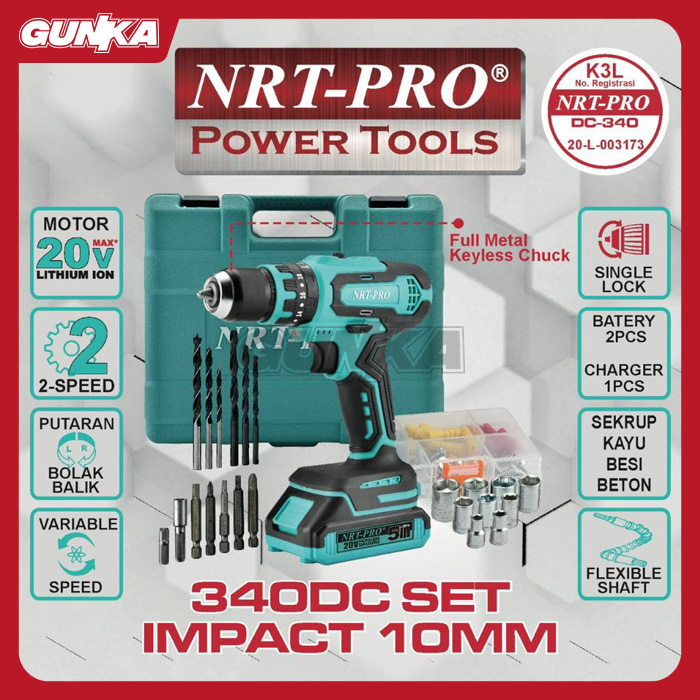 GUNKA
NRT-PRO®
POWER TOOLS
K3L
No. Registrasi
NRT-PRO
DC-340
20-L-003173
MOTOR
20V MAX*
LITHIUM ION
2
2-SPEED
PUTARAN
L R
BOLAK
BALIK
VARIABLE
SPEED
Full Metal
Keyless Chuck
NRT-PRO
NRT-
GUNKA
NRT-PRO
20V
SINGLE
LOCK
BATERY
2PCS
CHARGER
1PCS
SEKRUP
KAYU
BESI
BETON
FLEXIBLE
SHAFT
340DC SET
IMPACT 10MM